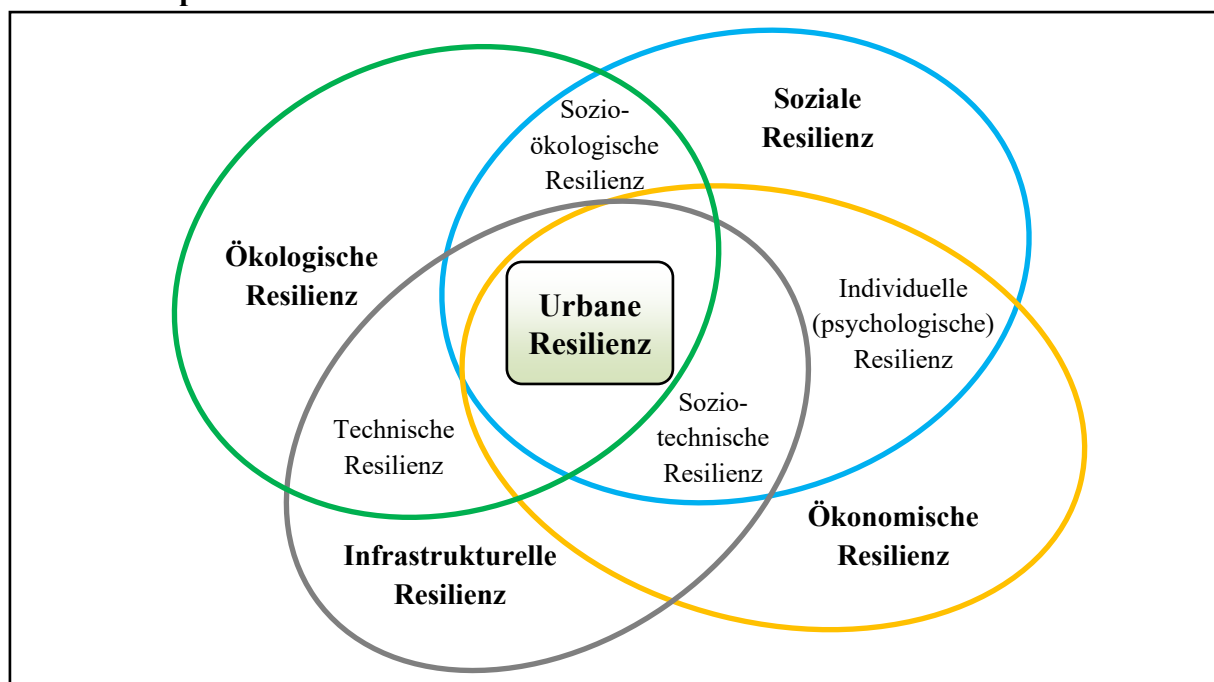 Sozio-
ökologische
Resilienz
Soziale
Resilienz
Ökologische
Resilienz
Urbane
Resilienz
Individuelle
(psychologische)
Resilienz
Technische
Resilienz
Sozio-
technische
Resilienz
Infrastrukturelle
Resilienz
Ökonomische
Resilienz